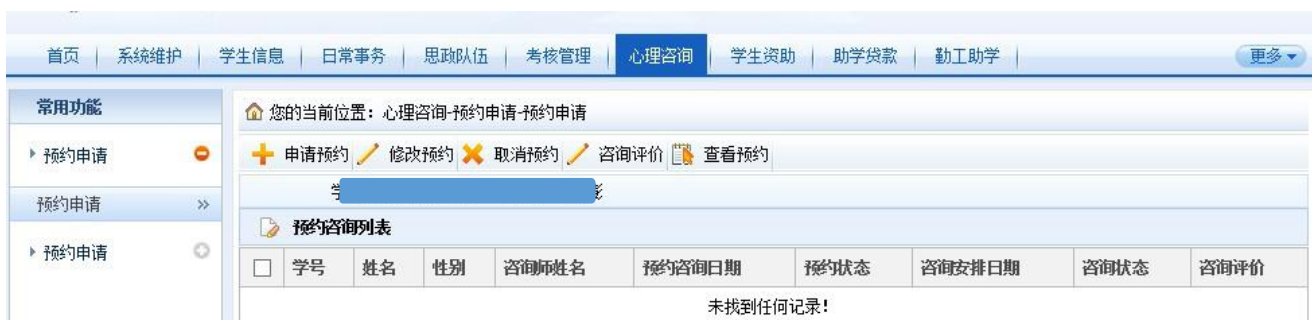 首页 | 系统维护 | 学生信息 | 日常事务 | 思政队伍 | 考核管理 | 心理咨询 | 学生资助 | 助学贷款 | 勤工助学 | 更多
常用功能
您的当前位置：心理咨询-预约申请-预约申请
预约申请
申请预约 修改预约 取消预约 咨询评价 查看预约
预约申请
预约咨询列表
预约申请
学号 姓名 性别 咨询师姓名 预约咨询日期 预约状态 咨询安排日期 咨询状态 咨询评价
未找到任何记录！